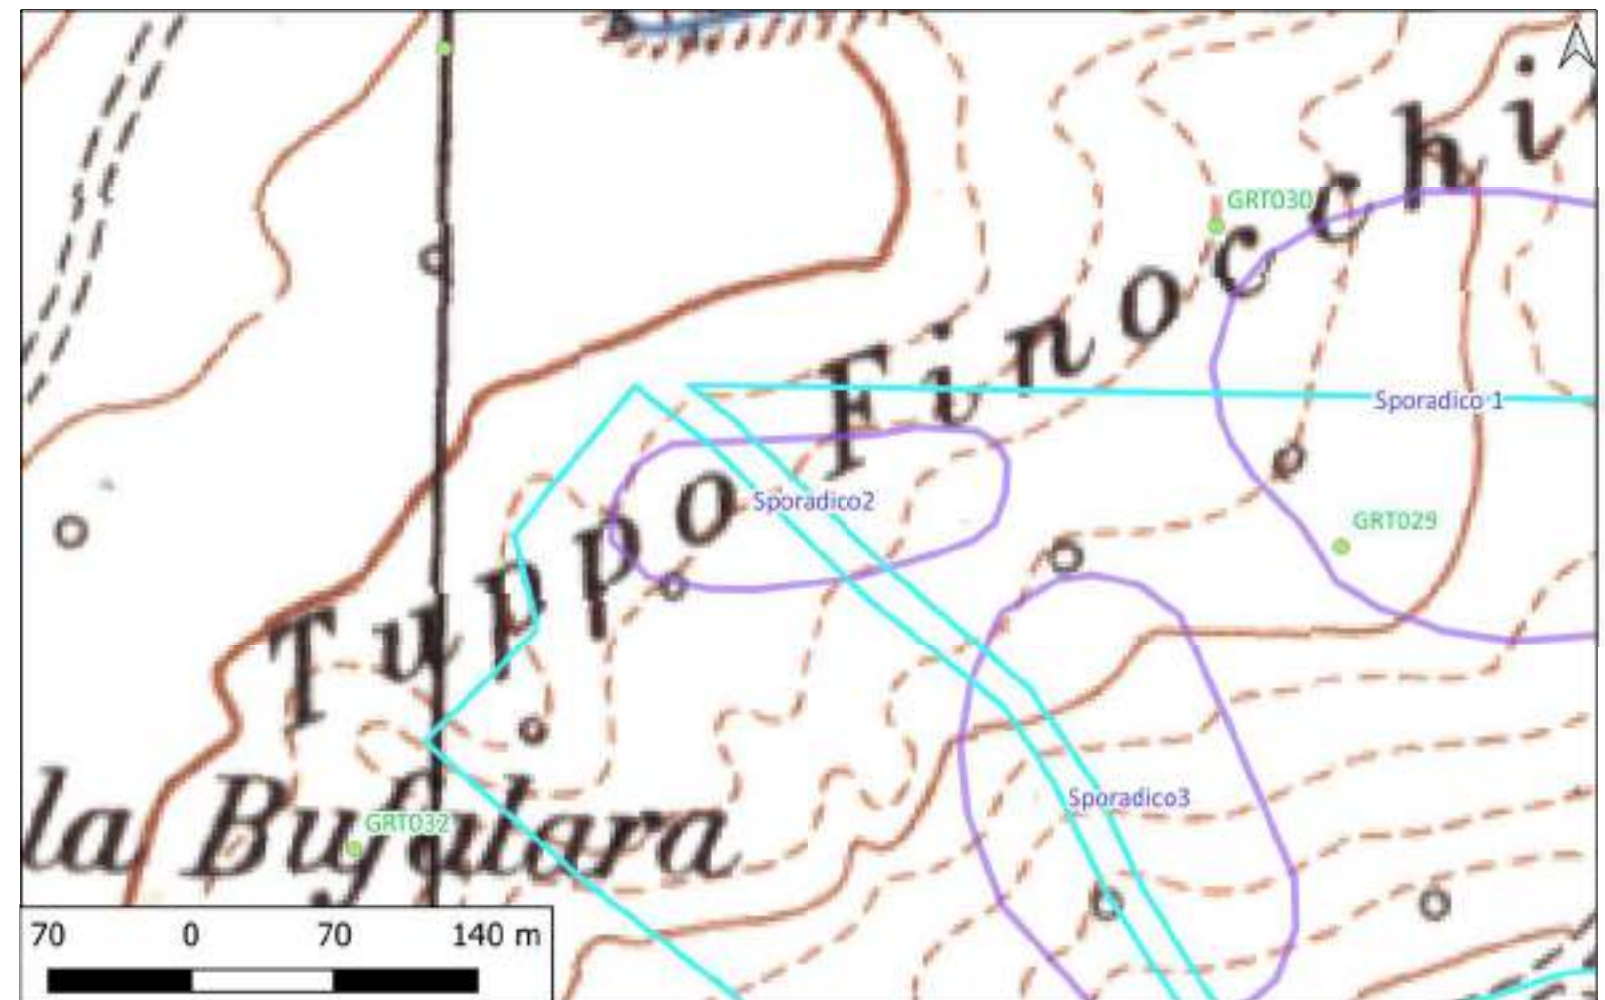 GRT030
Tuppo Finocchi
Sporadico 1
Sporadico2
GRT029
Sporadico3
la Bufalara
GRT032
70 0 70 140 m